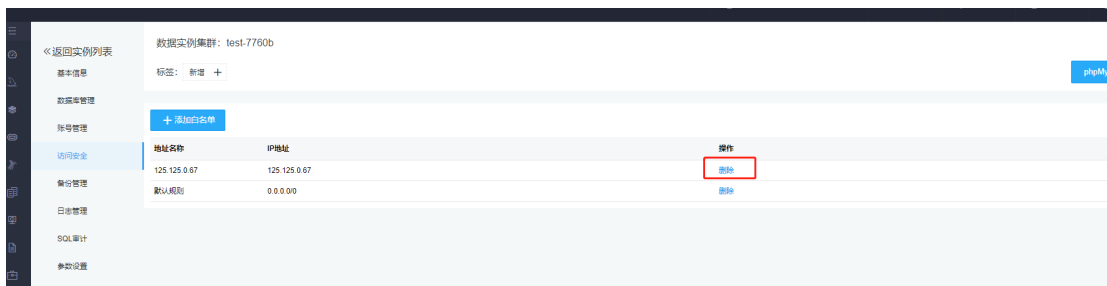 «返回实例列表
基本信息
数据库管理
账号管理
访问安全
备份管理
日志管理
SQL审计
参数设置
数据实例集群：test-7760b
标签： 新增 +
phpMy
+ 添加白名单
地址名称 IP地址 操作
125.125.0.67 125.125.0.67 删除
默认规则 0.0.0.0/0 删除